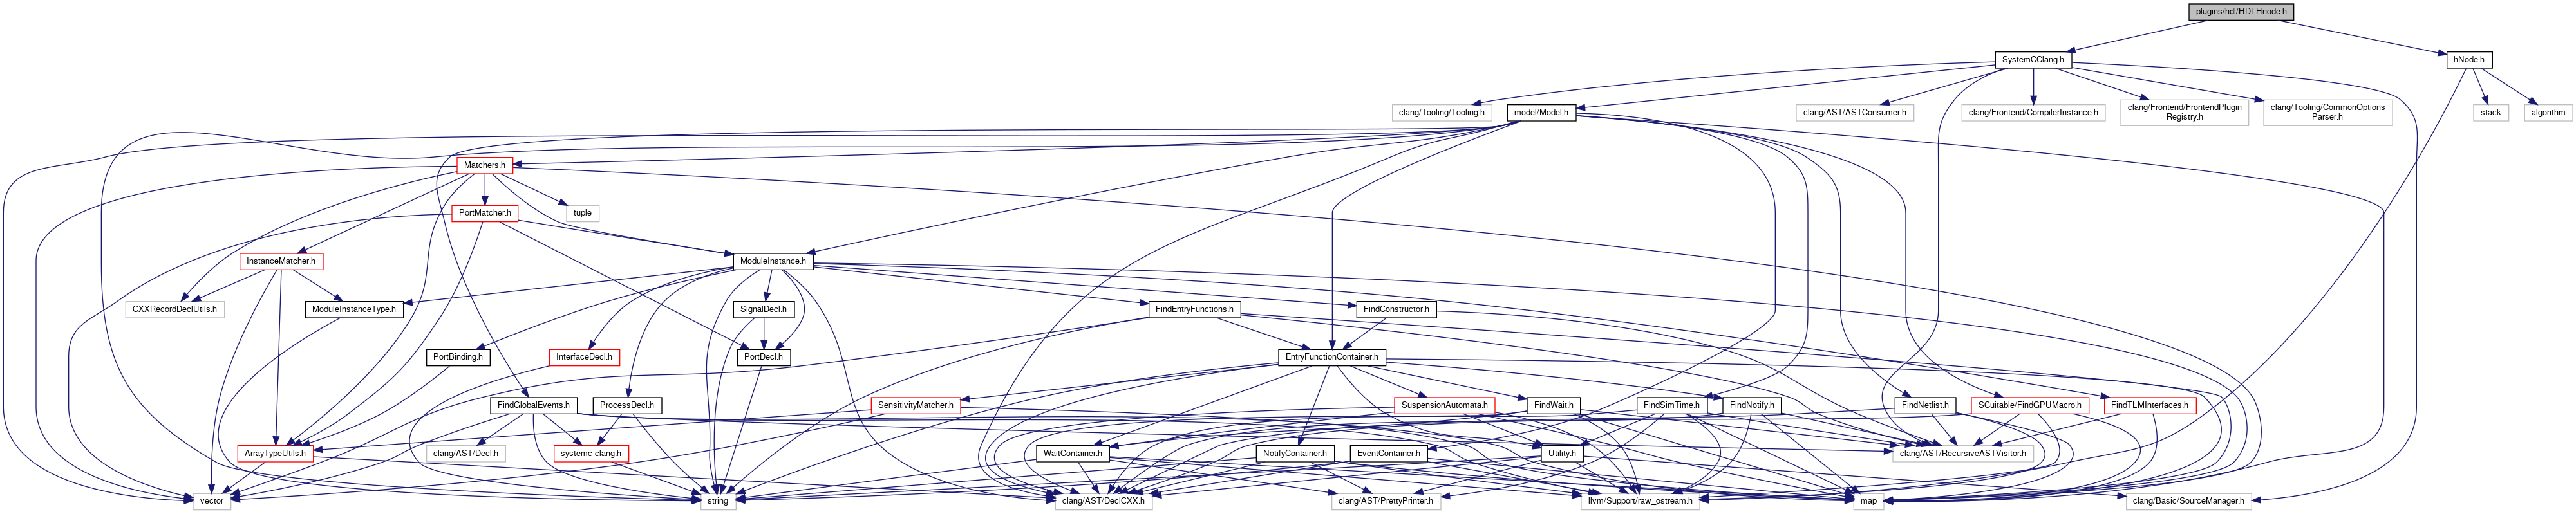 plugins/hdl/HDLHnode.h
SystemCClang.h
hNode.h
clang/Tooling/Tooling.h
model/Model.h
clang/AST/ASTConsumer.h
clang/Frontend/CompilerInstance.h
clang/Frontend/FrontendPlugin
Registry.h
clang/Tooling/CommonOptions
Parser.h
stack
algorithm
Matchers.h
PortMatcher.h
tuple
InstanceMatcher.h
ModuleInstance.h
CXXRecordDeclUtils.h
ModuleInstanceType.h
SignalDecl.h
FindEntryFunctions.h
FindConstructor.h
PortBinding.h
InterfaceDecl.h
PortDecl.h
EntryFunctionContainer.h
FindGlobalEvents.h
ProcessDecl.h
SensitivityMatcher.h
SuspensionAutomata.h
FindWait.h
FindSimTime.h
FindNotify.h
FindNetlist.h
SCuitable/FindGPUMacro.h
FindTLMInterfaces.h
ArrayTypeUtils.h
clang/AST/Decl.h
systemc-clang.h
WaitContainer.h
NotifyContainer.h
EventContainer.h
Utility.h
clang/AST/RecursiveASTVisitor.h
vector
string
clang/AST/DeclCXX.h
clang/AST/PrettyPrinter.h
llvm/Support/raw_ostream.h
map
clang/Basic/SourceManager.h